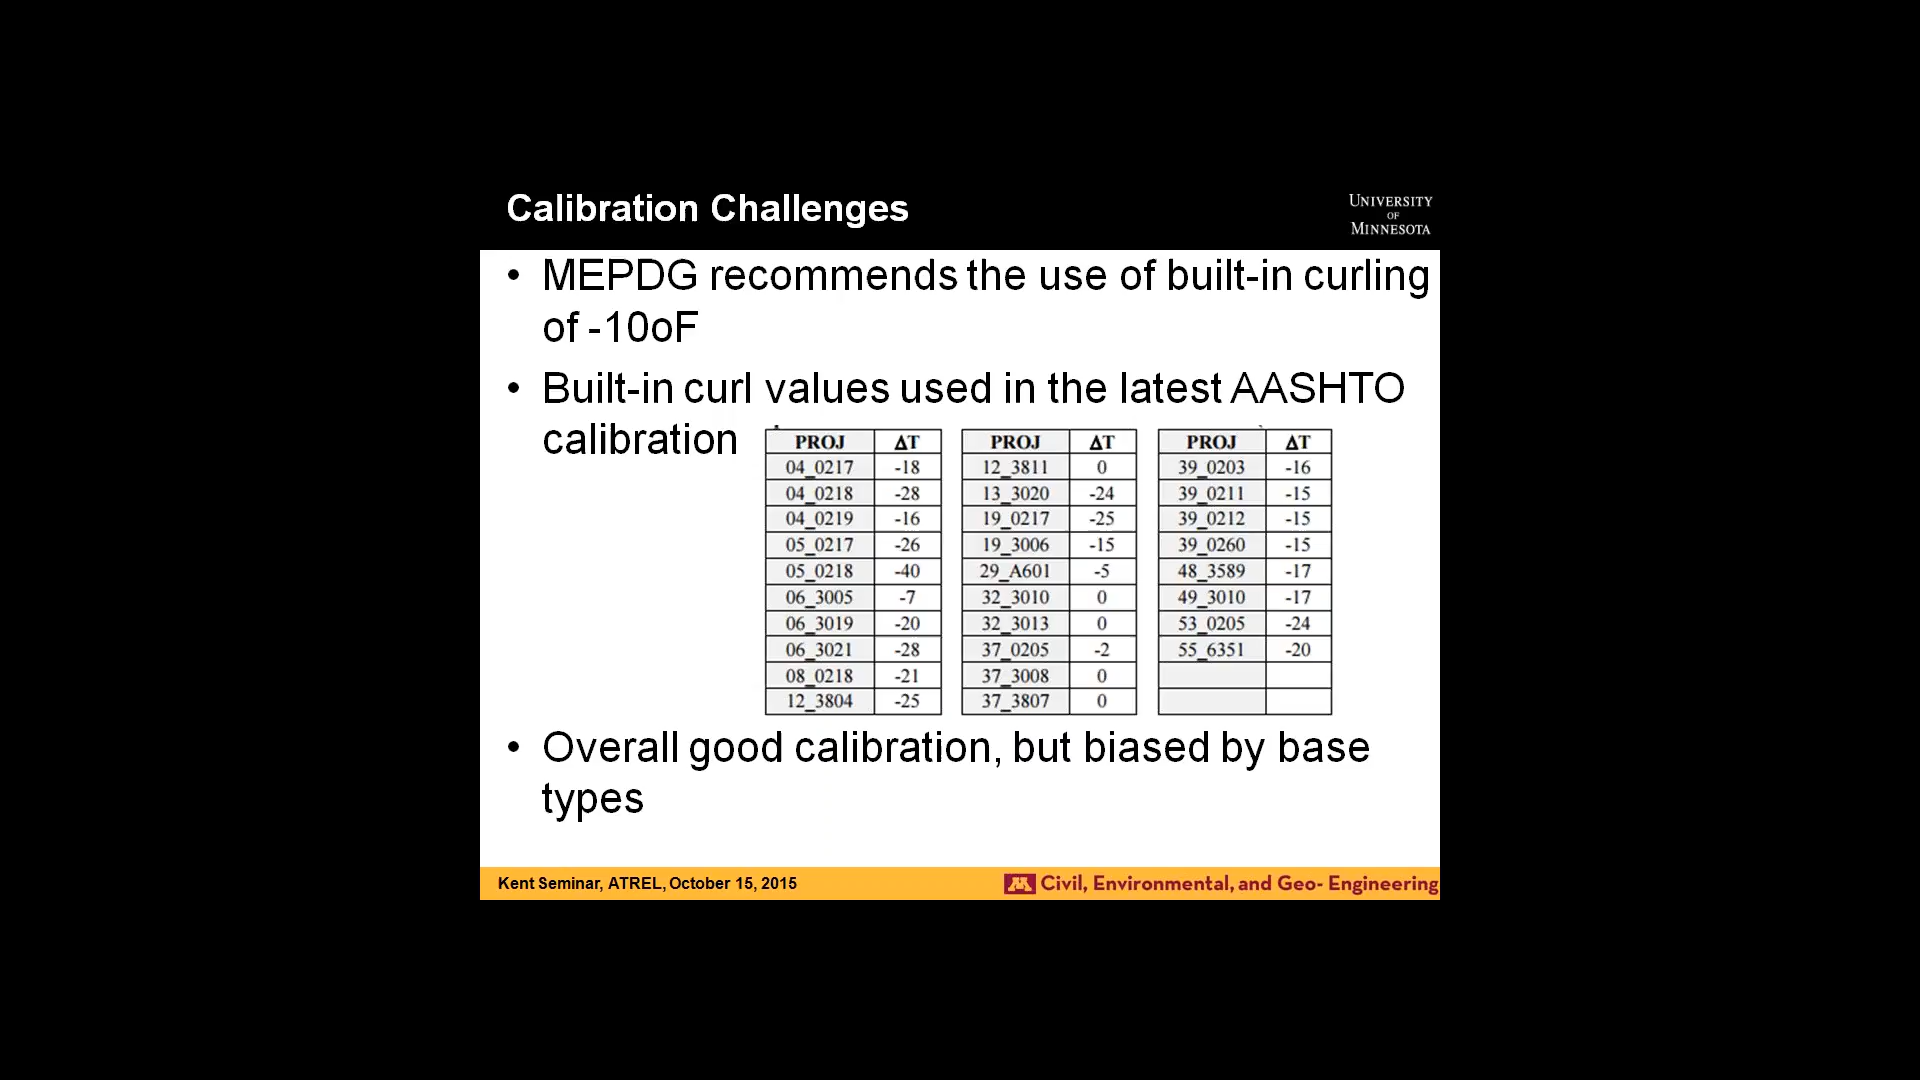 Calibration Challenges
UNIVERSITY
OF
MINNESOTA
• MEPDG recommends the use of built-in curling
of -10oF
• Built-in curl values used in the latest AASHTO
calibration
PROJ ΔT PROJ ΔT PROJ ΔT
04_0217 -18 12_3811 0 39_0203 -16
04_0218 -28 13_3020 -24 39_0211 -15
04_0219 -16 19_0217 -25 39_0212 -15
05_0217 -26 19_3006 -15 39_0260 -15
05_0218 -40 29_A601 -5 48_3589 -17
06_3005 -7 32_3010 0 49_3010 -17
06_3019 -20 32_3013 0 53_0205 -24
06_3021 -28 37_0205 -2 55_6351 -20
08_0218 -21 37_3008 0
12_3804 -25 37_3807 0
• Overall good calibration, but biased by base
types
Kent Seminar, ATREL, October 15, 2015
M Civil, Environmental, and Geo- Engineering